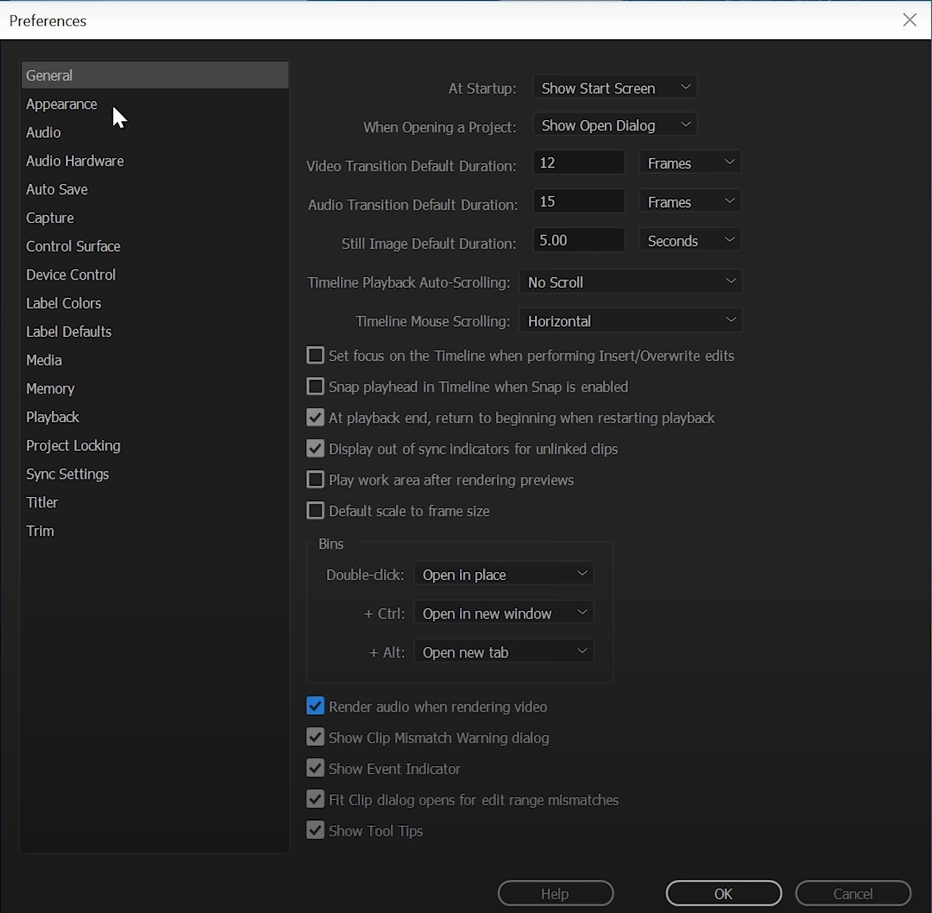 Preferences
General
Appearance
Audio
Audio Hardware
Auto Save
Capture
Control Surface
Device Control
Label Colors
Label Defaults
Media
Memory
Playback
Project Locking
Sync Settings
Titler
Trim
At Startup: Show Start Screen
When Opening a Project: Show Open Dialog
Video Transition Default Duration: 12 Frames
Audio Transition Default Duration: 15 Frames
Still Image Default Duration: 5.00 Seconds
Timeline Playback Auto-Scrolling: No Scroll
Timeline Mouse Scrolling: Horizontal
Set focus on the Timeline when performing Insert/Overwrite edits
Snap playhead in Timeline when Snap is enabled
At playback end, return to beginning when restarting playback
Display out of sync indicators for unlinked clips
Play work area after rendering previews
Default scale to frame size
Bins
Double-click: Open in place
+ Ctrl: Open in new window
+ Alt: Open new tab
Render audio when rendering video
Show Clip Mismatch Warning dialog
Show Event Indicator
Fit Clip dialog opens for edit range mismatches
Show Tool Tips
Help OK Cancel